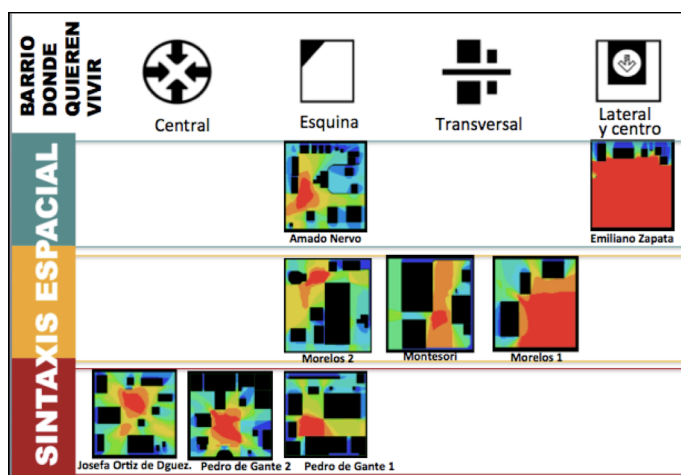 BARRIO
DONDE
QUIEREN
VIVIR
Central
Esquina
Transversal
Lateral
y centro
SINTAXIS ESPACIAL
Amado Nervo
Emiliano Zapata
Morelos 2
Montesori
Morelos 1
Josefa Ortiz de Dguez.
Pedro de Gante 2
Pedro de Gante 1